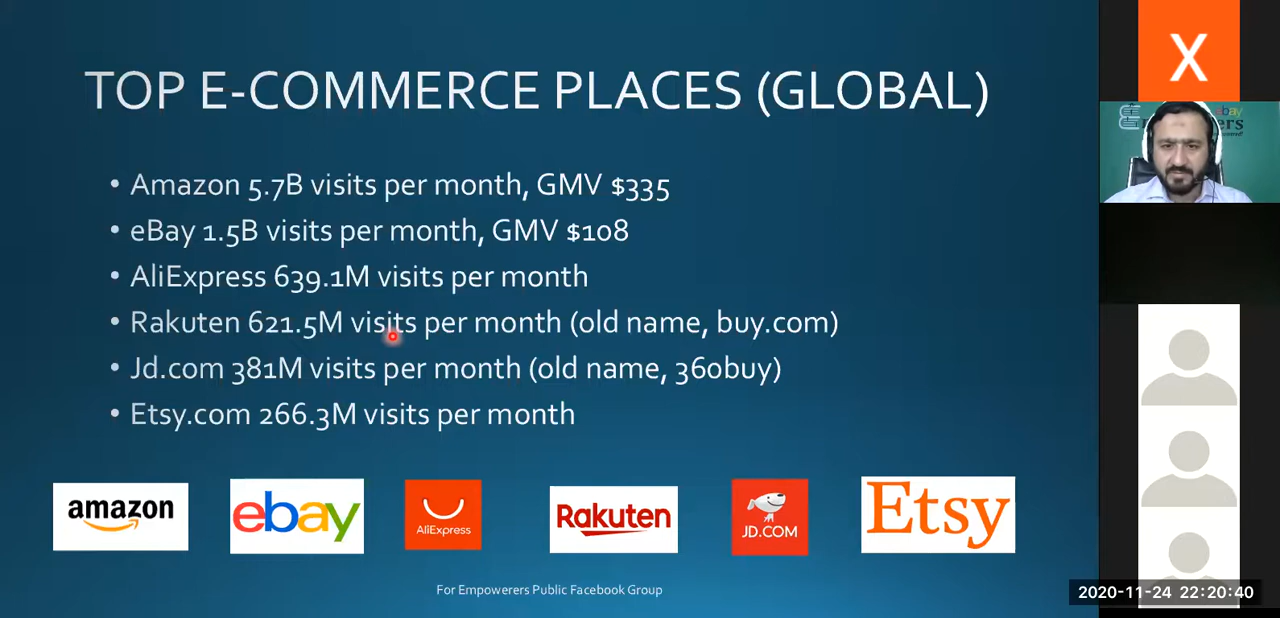 TOP E-COMMERCE PLACES (GLOBAL)
• Amazon 5.7B visits per month, GMV $335
• eBay 1.5B visits per month, GMV $108
• AliExpress 639.1M visits per month
• Rakuten 621.5M visits per month (old name, buy.com)
• Jd.com 381M visits per month (old name, 360buy)
• Etsy.com 266.3M visits per month
amazon
ebay
AliExpress
Rakuten
JD.COM
Etsy
For Empowerers Public Facebook Group
X
ebay
2020-11-24 22:20:40